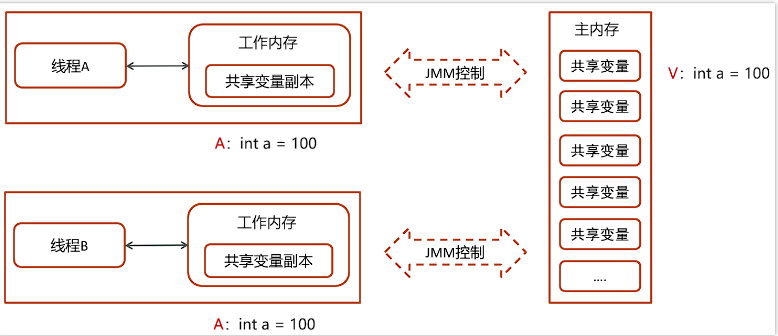 线程A
工作内存
共享变量副本
A： int a = 100
JMM控制
线程B
工作内存
共享变量副本
A： int a = 100
JMM控制
主内存
共享变量
共享变量
共享变量
共享变量
共享变量
....
V： int a = 100